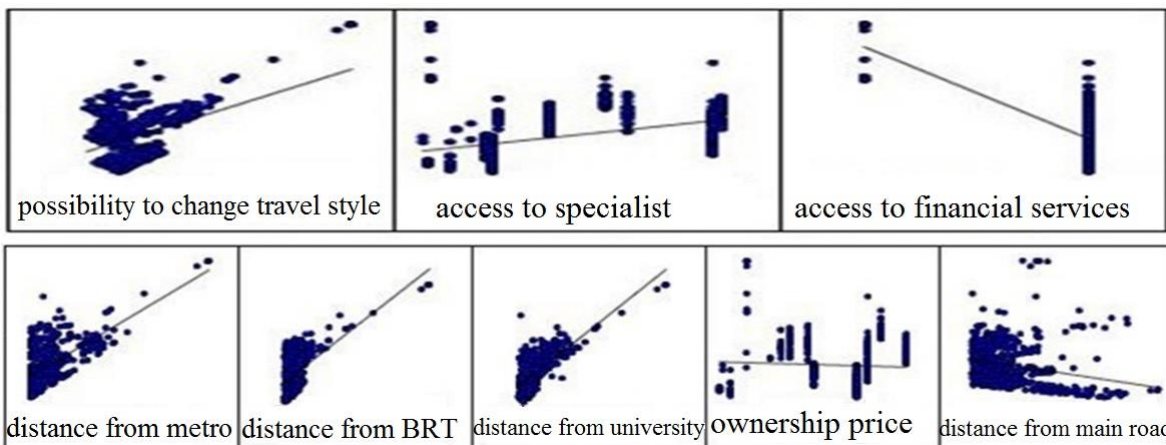 possibility to change travel style
access to specialist
access to financial services
distance from metro
distance from BRT
distance from university
ownership price
distance from main road